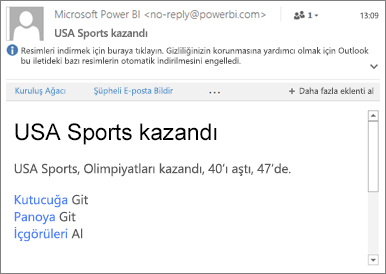 Microsoft Power BI <no-reply@powerbi.com>
1
13:09
USA Sports kazandı
Resimleri indirmek için buraya tıklayın. Gizliliğinizin korunmasına yardımcı olmak için Outlook
bu iletideki bazı resimlerin otomatik indirilmesini engelledi.
Kuruluş Ağacı
Şüpheli E-posta Bildir
...
+ Daha fazla eklenti al
USA Sports kazandı
USA Sports, Olimpiyatları kazandı, 40’ı aştı, 47’de.
Kutucuğa Git
Panoya Git
İçgörüleri Al